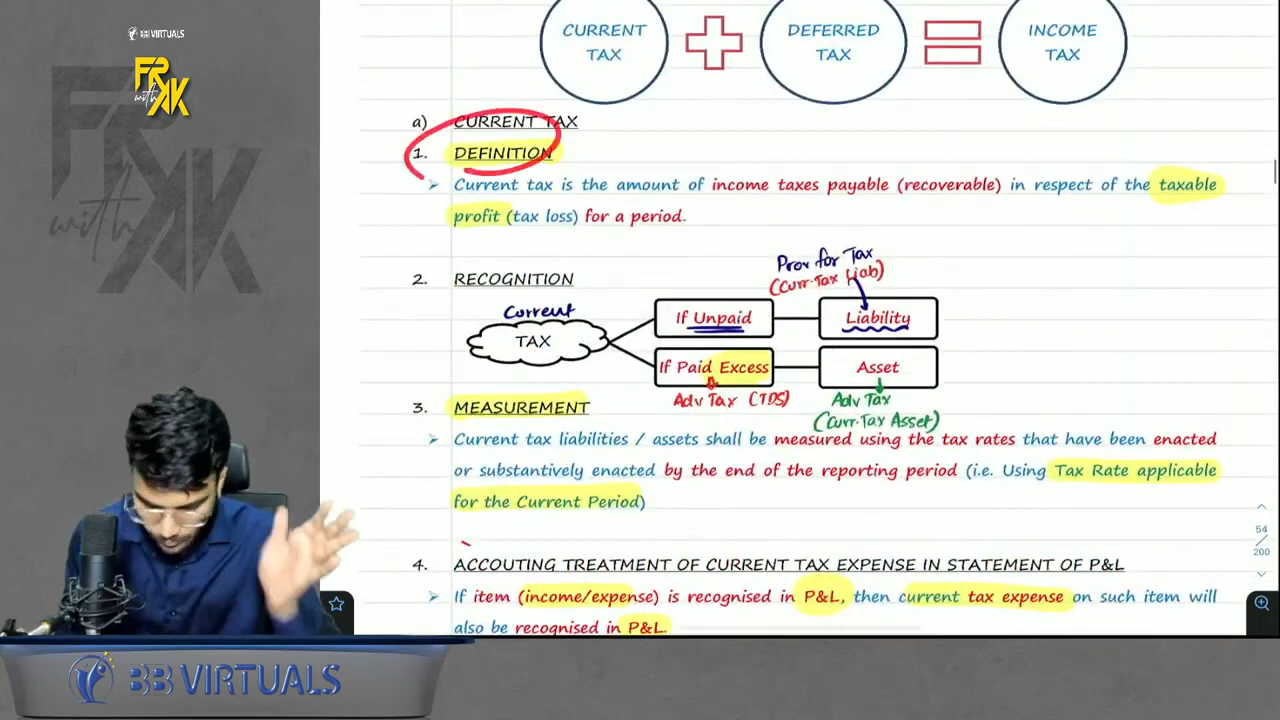 BB VIRTUALS
FR
with
AK
FR
with
AK
CURRENT
TAX
DEFERRED
TAX
INCOME
TAX
a) CURRENT TAX
1. DEFINITION
➢ Current tax is the amount of income taxes payable (recoverable) in respect of the taxable
profit (tax loss) for a period.
Prov for Tax
(Curr. Tax Liab)
2. RECOGNITION
Current
TAX
If Unpaid
Liability
If Paid Excess
Asset
Adv Tax (TDS)
Adv Tax
(Curr. Tax Asset)
3. MEASUREMENT
➢ Current tax liabilities / assets shall be measured using the tax rates that have been enacted
or substantively enacted by the end of the reporting period (i.e. Using Tax Rate applicable
for the Current Period)
54
200
4. ACCOUTING TREATMENT OF CURRENT TAX EXPENSE IN STATEMENT OF P&L
➢ If item (income/expense) is recognised in P&L, then current tax expense on such item will
also be recognised in P&L.
BB VIRTUALS